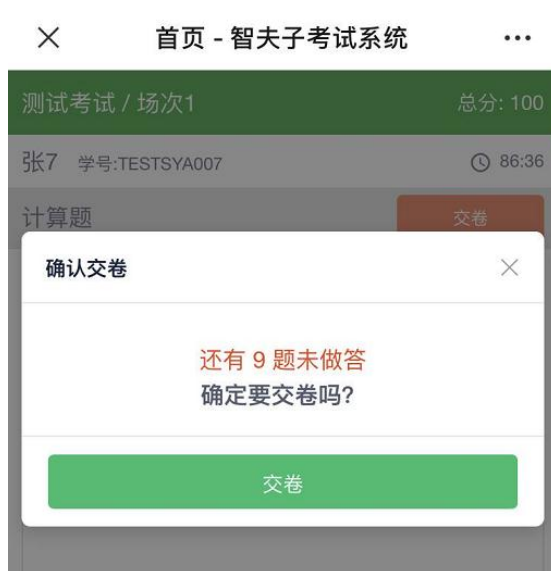 首页 - 智夫子考试系统
测试考试 / 场次1 总分: 100
张7 学号:TESTSYA007 86:36
计算题 交卷
确认交卷
还有 9 题未做答
确定要交卷吗?
交卷